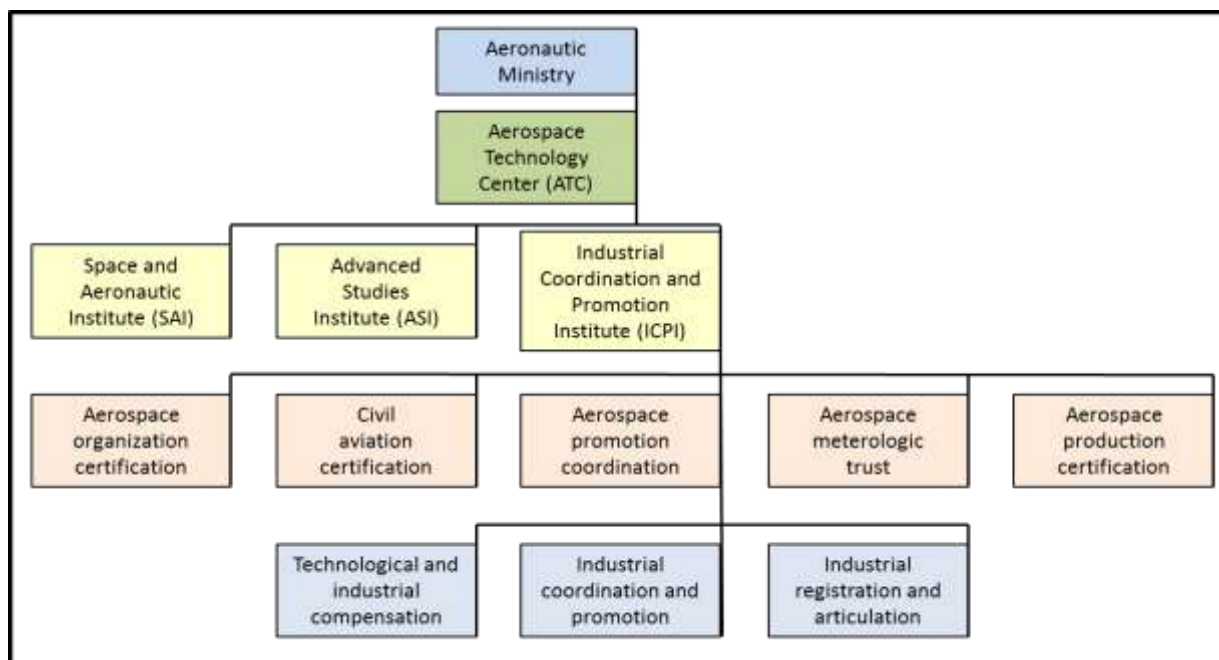 Aeronautic
Ministry
Aerospace
Technology
Center (ATC)
Space and
Aeronautic
Institute (SAI)
Advanced
Studies
Institute (ASI)
Industrial
Coordination and
Promotion
Institute (ICPI)
Aerospace
organization
certification
Civil
aviation
certification
Aerospace
promotion
coordination
Aerospace
meterologic
trust
Aerospace
production
certification
Technological and
industrial
compensation
Industrial
coordination and
promotion
Industrial
registration and
articulation